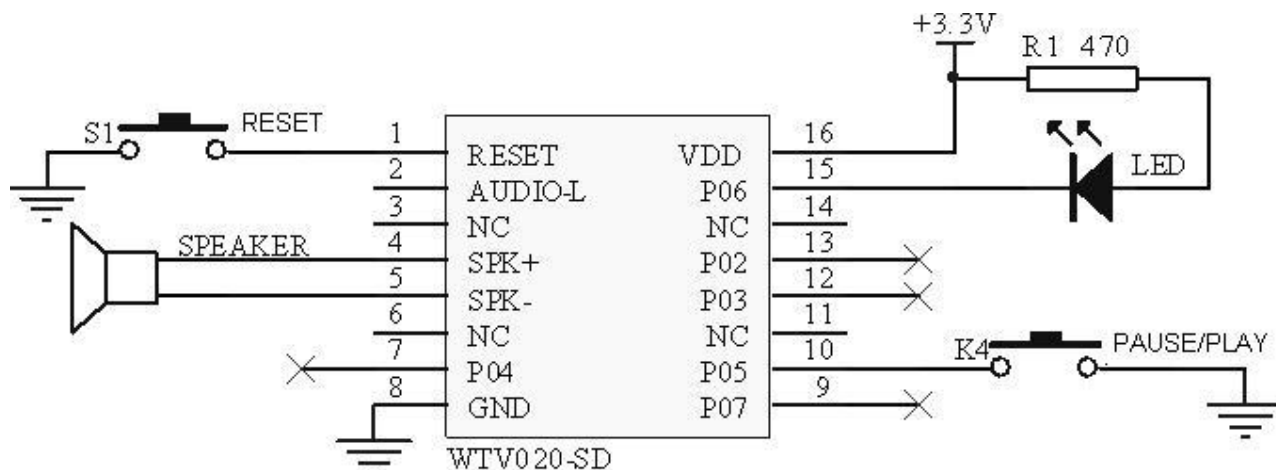 +3.3V
R1 470
S1
RESET
1
RESET
VDD
16
2
AUDIO-L
P06
15
LED
3
NC
NC
14
SPEAKER
4
SPK+
P02
13
5
SPK-
P03
12
6
NC
NC
11
7
P04
P05
10
K4
PAUSE/PLAY
8
GND
P07
9
WTV020-SD